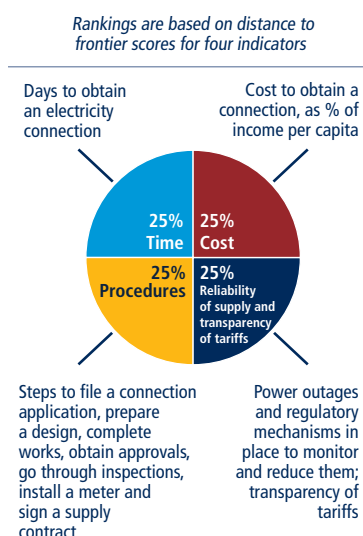 Rankings are based on distance to
frontier scores for four indicators
Days to obtain
an electricity
connection
Cost to obtain a
connection, as % of
income per capita
25%
Time
25%
Cost
25%
Procedures
25%
Reliability
of supply and
transparency
of tariffs
Steps to file a connection
application, prepare
a design, complete
works, obtain approvals,
go through inspections,
install a meter and
sign a supply
contract
Power outages
and regulatory
mechanisms in
place to monitor
and reduce them;
transparency of
tariffs